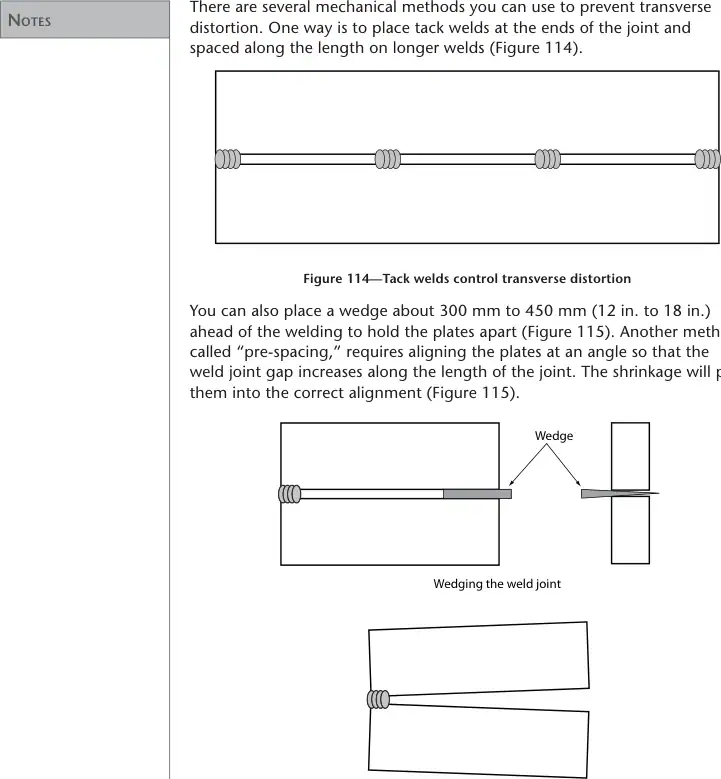 NOTES
There are several mechanical methods you can use to prevent transverse
distortion. One way is to place tack welds at the ends of the joint and
spaced along the length on longer welds (Figure 114).
Figure 114—Tack welds control transverse distortion
You can also place a wedge about 300 mm to 450 mm (12 in. to 18 in.)
ahead of the welding to hold the plates apart (Figure 115). Another
called “pre-spacing,” requires aligning the plates at an angle so that the
weld joint gap increases along the length of the joint. The shrinkage will
them into the correct alignment (Figure 115).
Wedge
Wedging the weld joint